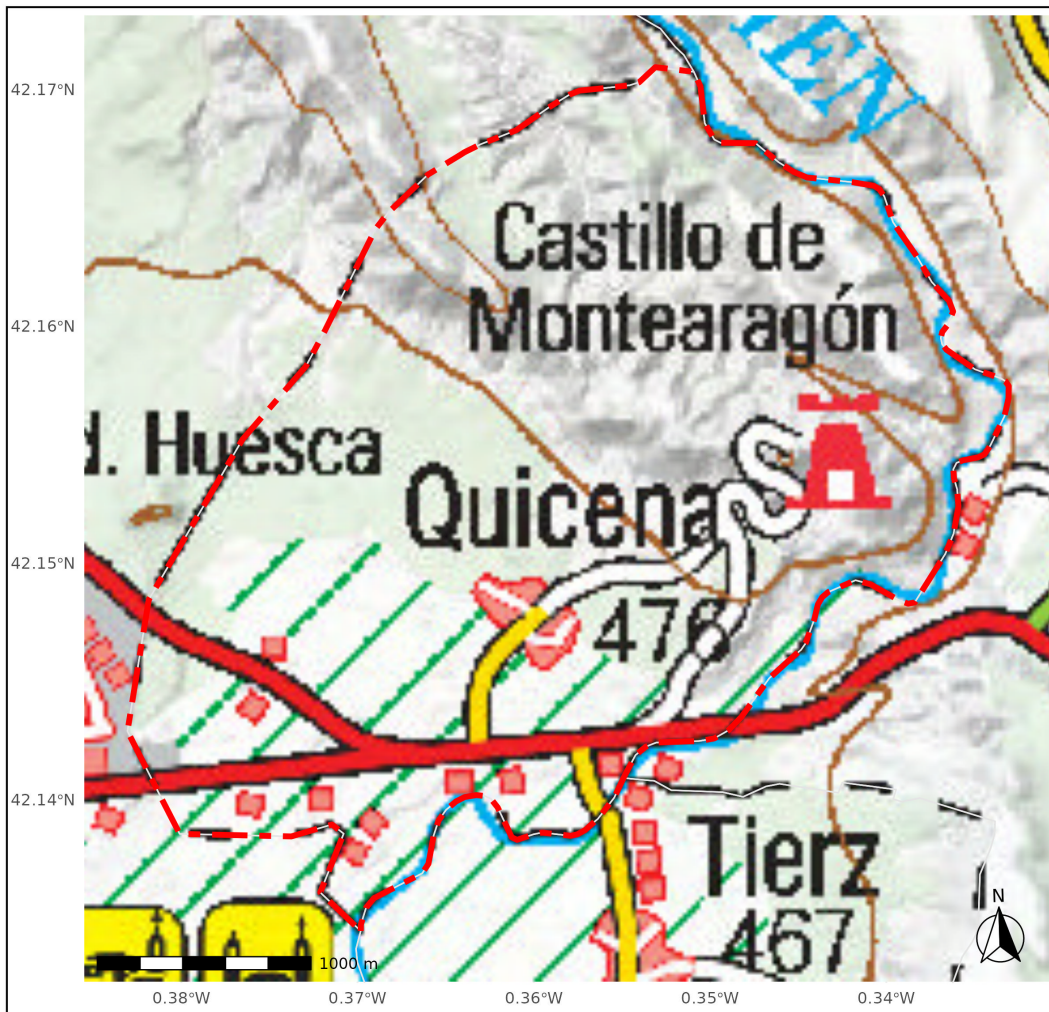 TEN
42.17°N
Castillo de
42.16°N
Montearagón
d. Huesca
Quicena
42.15°N
476
42.14°N
Tierz
467
N
1000 m
0.38°W
0.37°W
0.36°W
0.35°W
0.34°W